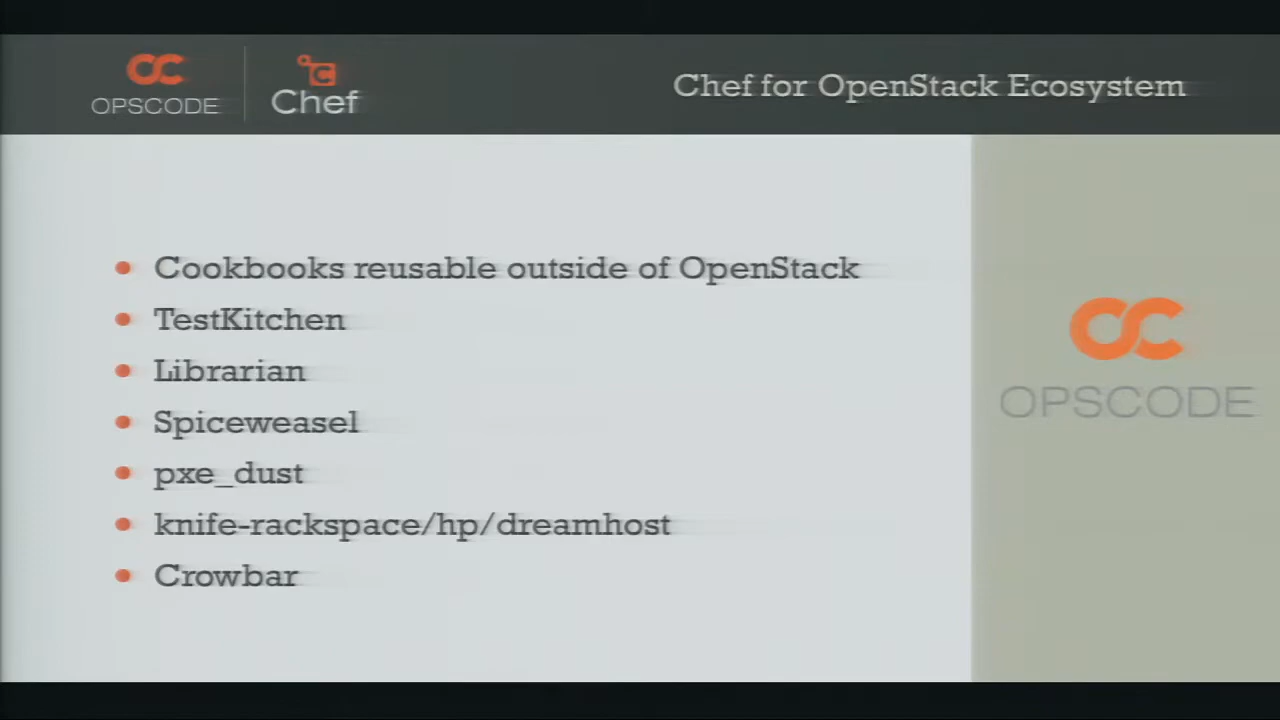 OPSCODE
Chef
Chef for OpenStack Ecosystem
Cookbooks reusable outside of OpenStack
TestKitchen
Librarian
Spiceweasel
pxe_dust
knife-rackspace/hp/dreamhost
Crowbar
OPSCODE